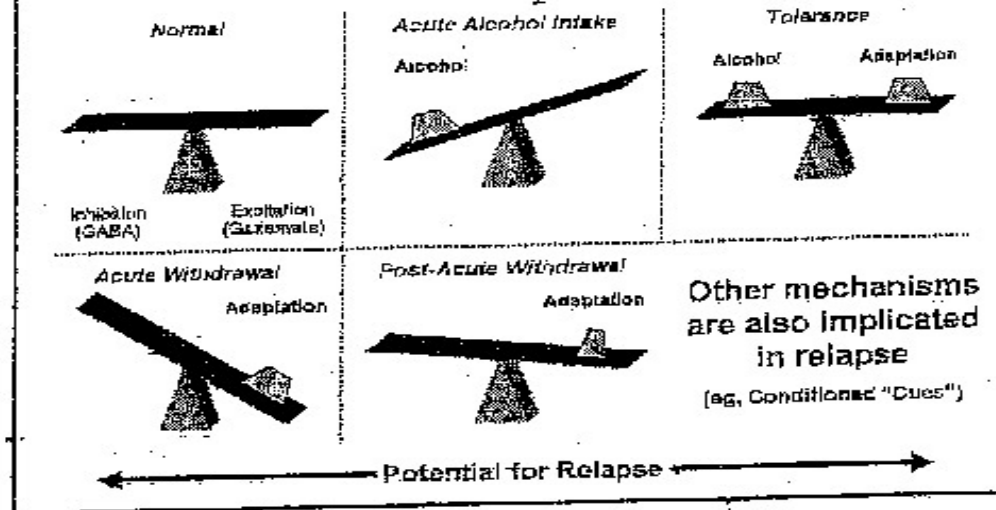 Normal
Acute Alcohol Intake
Tolerance
Alcohol
Alcohol
Adaptation
Inhibition
(GABA)
Excitation
(Glutamate)
Acute Withdrawal
Post-Acute Withdrawal
Adaptation
Adaptation
Other mechanisms
are also implicated
in relapse
(eg, Conditioned "Cues")
Potential for Relapse